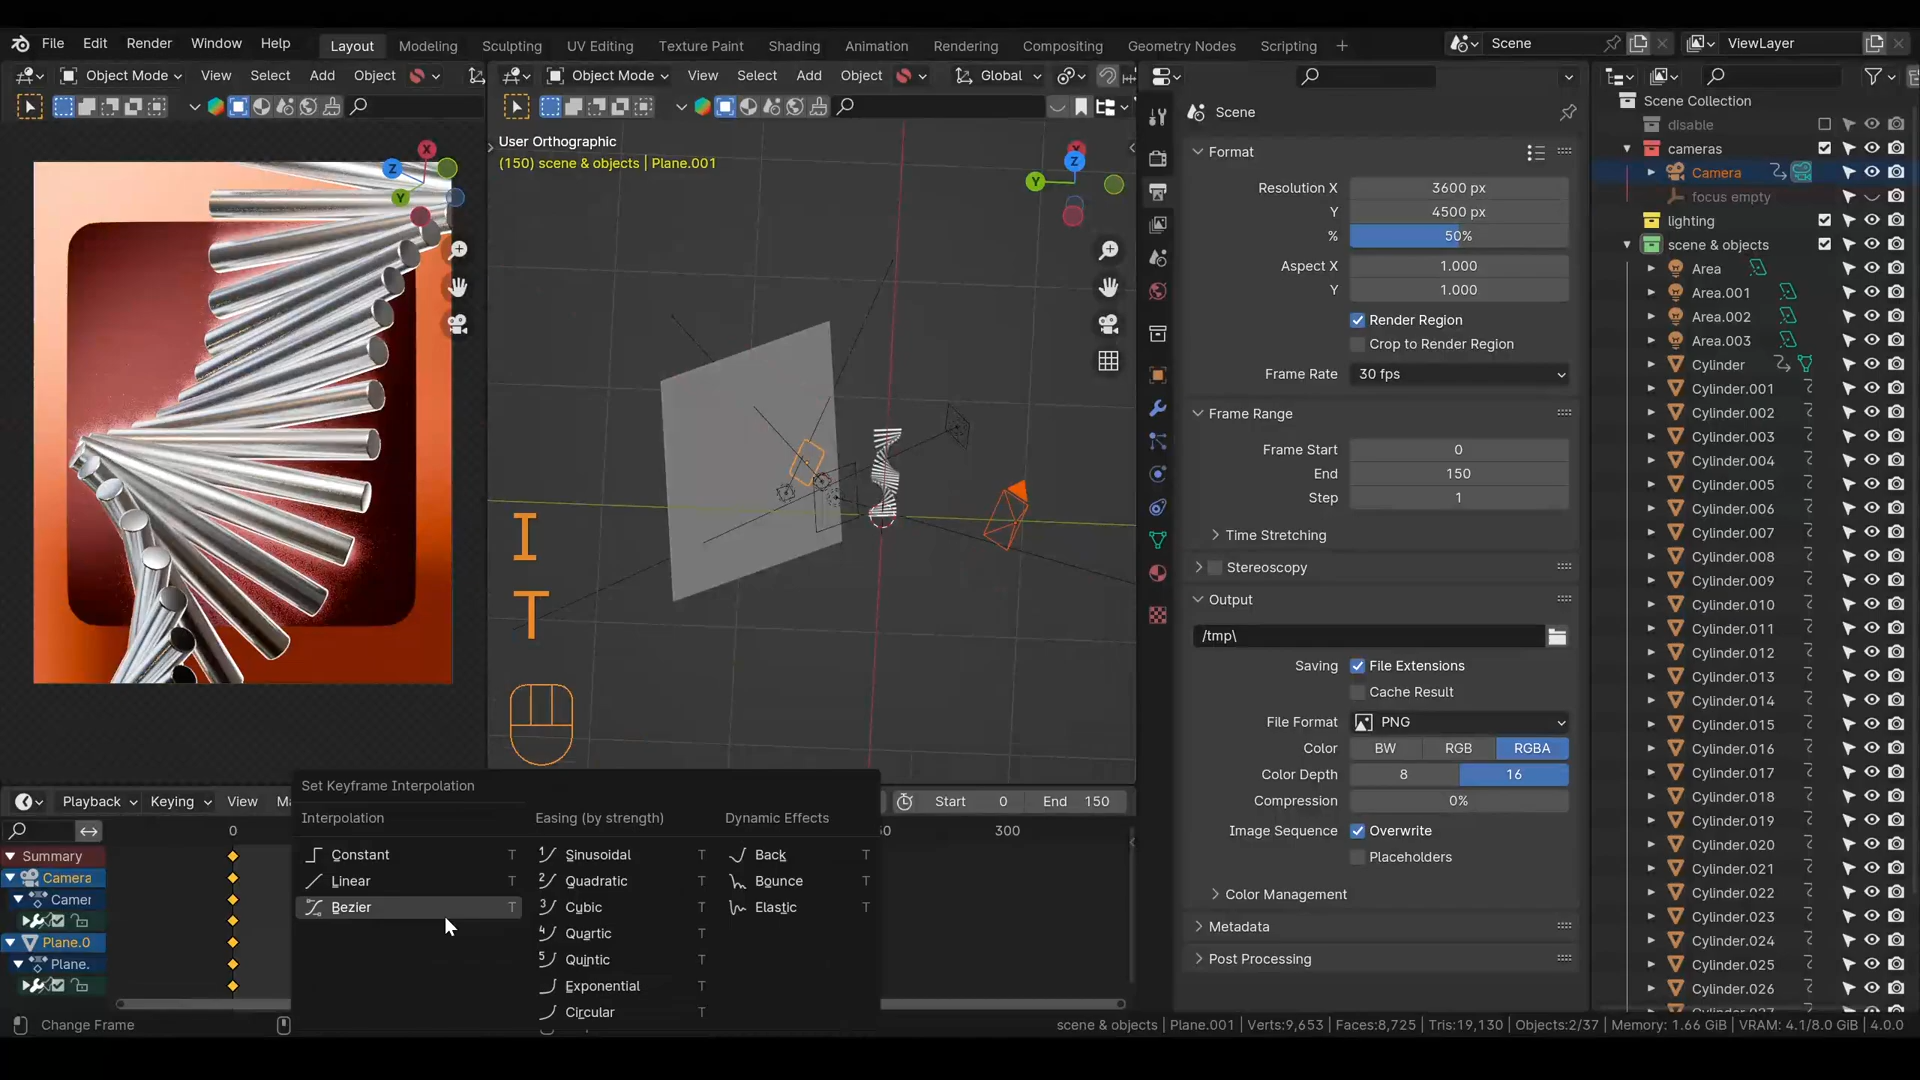 File Edit Render Window Help Layout Modeling Sculpting UV Editing Texture Paint Shading Animation Rendering Compositing Geometry Nodes Scripting + Scene ViewLayer
Object Mode View Select Add Object
Object Mode View Select Add Object Global
User Orthographic
(150) scene & objects | Plane.001
X
Z
Y
X
Z
Y
I
T
Scene
Format
Resolution X 3600 px
Y 4500 px
% 50%
Aspect X 1.000
Y 1.000
Render Region
Crop to Render Region
Frame Rate 30 fps
Frame Range
Frame Start 0
End 150
Step 1
Time Stretching
Stereoscopy
Output
/tmp\
Saving File Extensions
Cache Result
File Format PNG
Color BW RGB RGBA
Color Depth 8 16
Compression 0%
Image Sequence Overwrite
Placeholders
Color Management
Metadata
Post Processing
Scene Collection
disable
cameras
Camera
focus empty
lighting
scene & objects
Area
Area.001
Area.002
Area.003
Cylinder
Cylinder.001
Cylinder.002
Cylinder.003
Cylinder.004
Cylinder.005
Cylinder.006
Cylinder.007
Cylinder.008
Cylinder.009
Cylinder.010
Cylinder.011
Cylinder.012
Cylinder.013
Cylinder.014
Cylinder.015
Cylinder.016
Cylinder.017
Cylinder.018
Cylinder.019
Cylinder.020
Cylinder.021
Cylinder.022
Cylinder.023
Cylinder.024
Cylinder.025
Cylinder.026
Playback Keying View Ma
Start 0 End 150
0
50 300
Summary
Camera
Camer
Plane.0
Plane.
Set Keyframe Interpolation
Interpolation Easing (by strength) Dynamic Effects
Constant T Sinusoidal T Back T
Linear T Quadratic T Bounce T
Bezier T Cubic T Elastic T
Quartic T
Quintic T
Exponential T
Circular T
Change Frame
scene & objects | Plane.001 | Verts:9,653 | Faces:8,725 | Tris:19,130 | Objects:2/37 | Memory: 1.66 GiB | VRAM: 4.1/8.0 GiB | 4.0.0